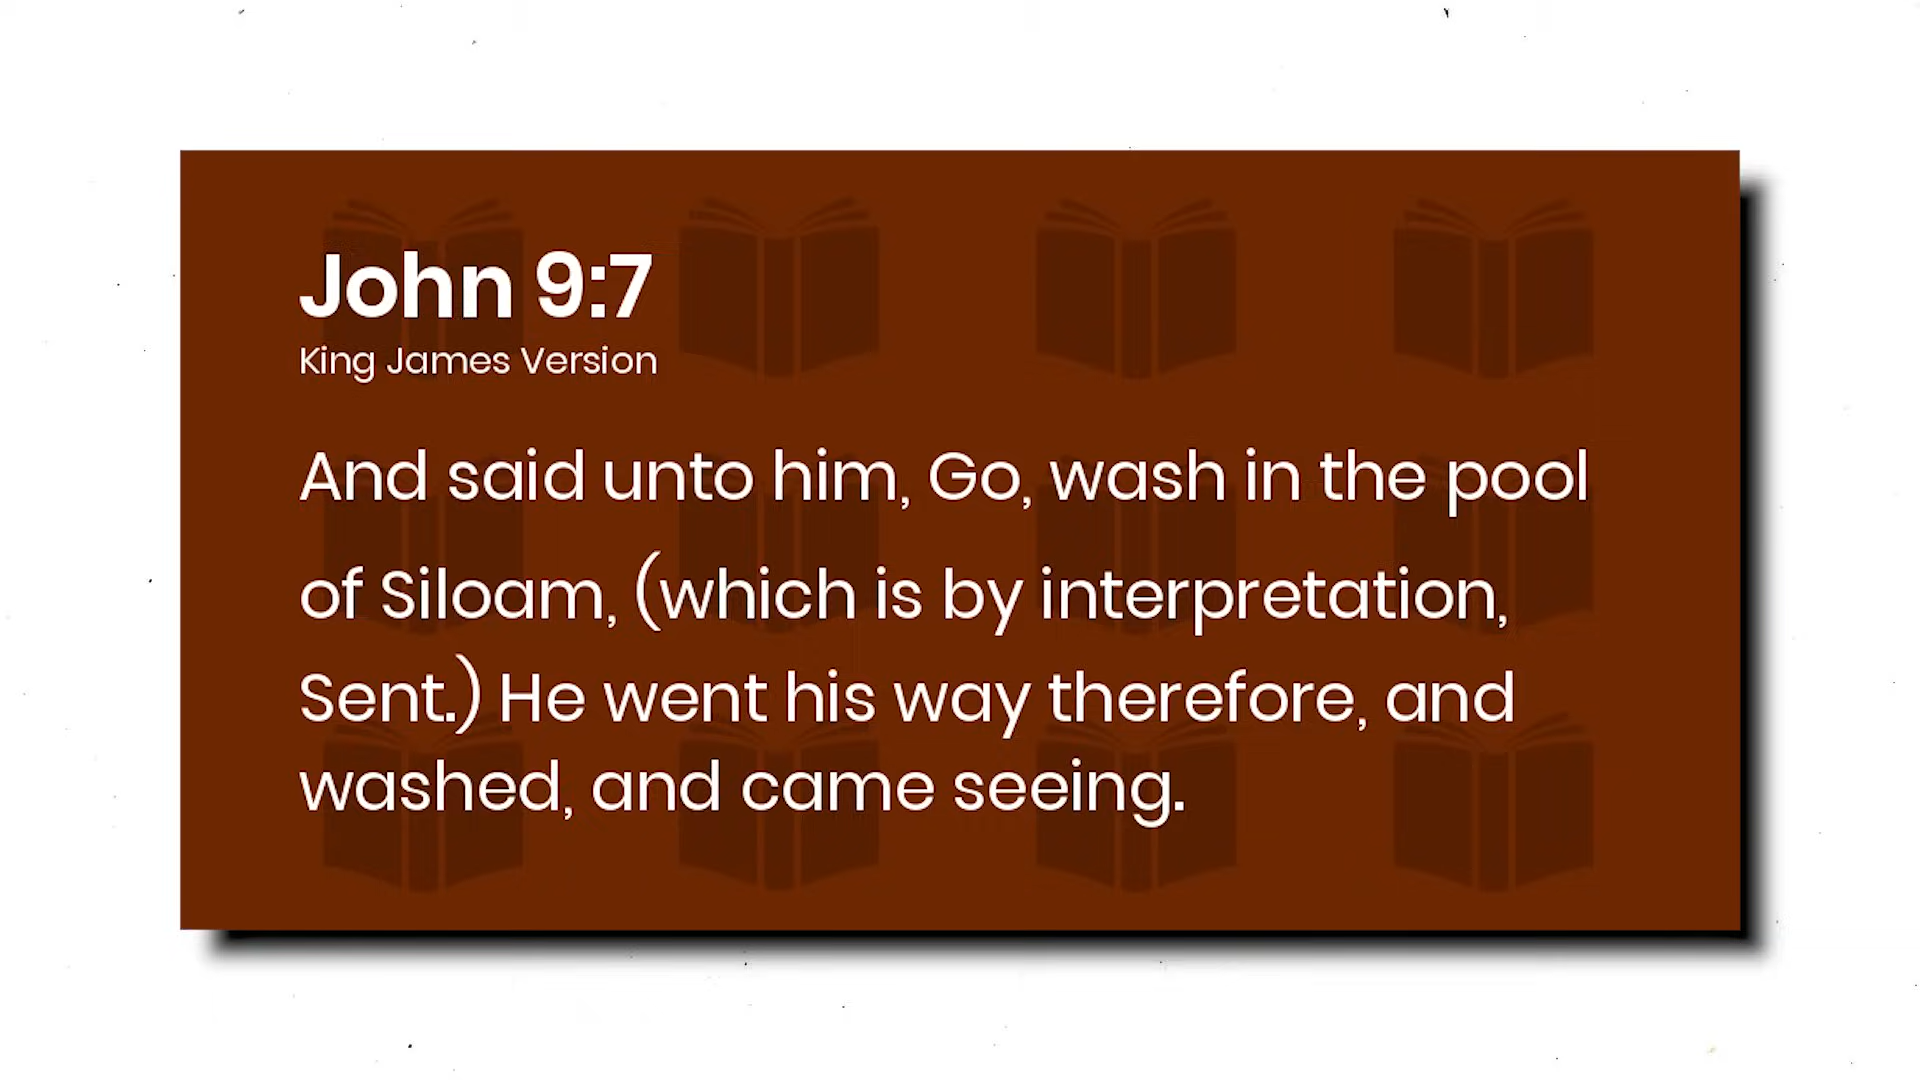 John 9:7
King James Version
And said unto him, Go, wash in the pool
of Siloam, (which is by interpretation,
Sent.) He went his way therefore, and
washed, and came seeing.